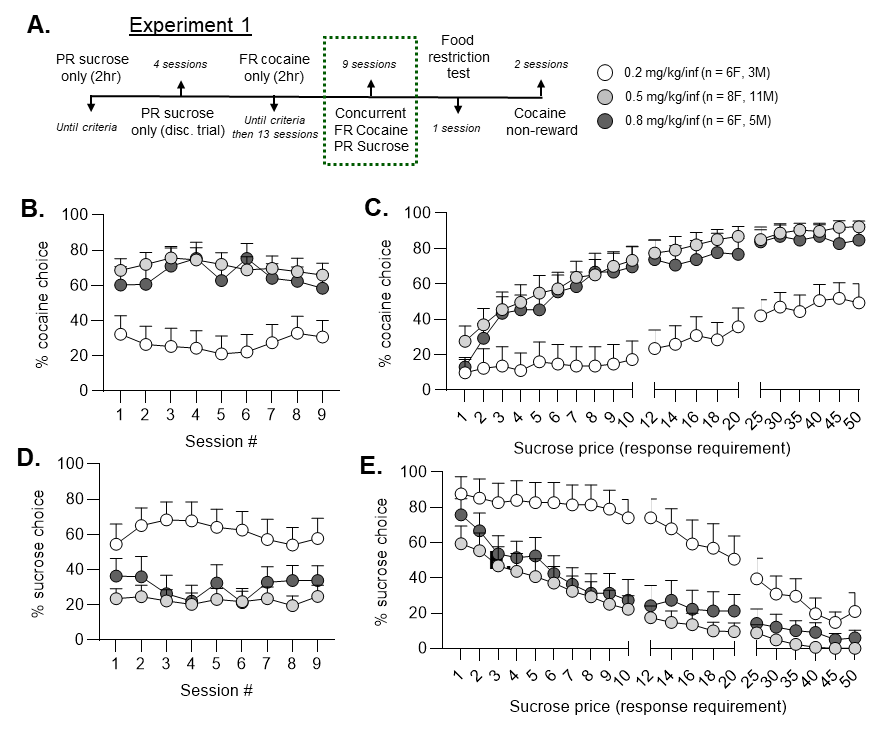 A.
Experiment 1
PR sucrose
only (2hr)
4 sessions
FR cocaine
only (2hr)
9 sessions
Food
restriction
test
2 sessions
Until criteria
PR sucrose
only (disc. trial)
Until criteria
then 13 sessions
Concurrent
FR Cocaine
PR Sucrose
1 session
Cocaine
non-reward
0.2 mg/kg/inf (n = 6F, 3M)
0.5 mg/kg/inf (n = 8F, 11M)
0.8 mg/kg/inf (n = 6F, 5M)
B.
% cocaine choice
100
80
60
40
20
0
1 2 3 4 5 6 7 8 9
Session #
C.
% cocaine choice
100
80
60
40
20
0
1 2 3 4 5 6 7 8 9 10 12 14 16 18 20 25 30 35 40 45 50
Sucrose price (response requirement)
D.
% sucrose choice
100
80
60
40
20
0
1 2 3 4 5 6 7 8 9
Session #
E.
% sucrose choice
100
80
60
40
20
0
1 2 3 4 5 6 7 8 9 10 12 14 16 18 20 25 30 35 40 45 50
Sucrose price (response requirement)